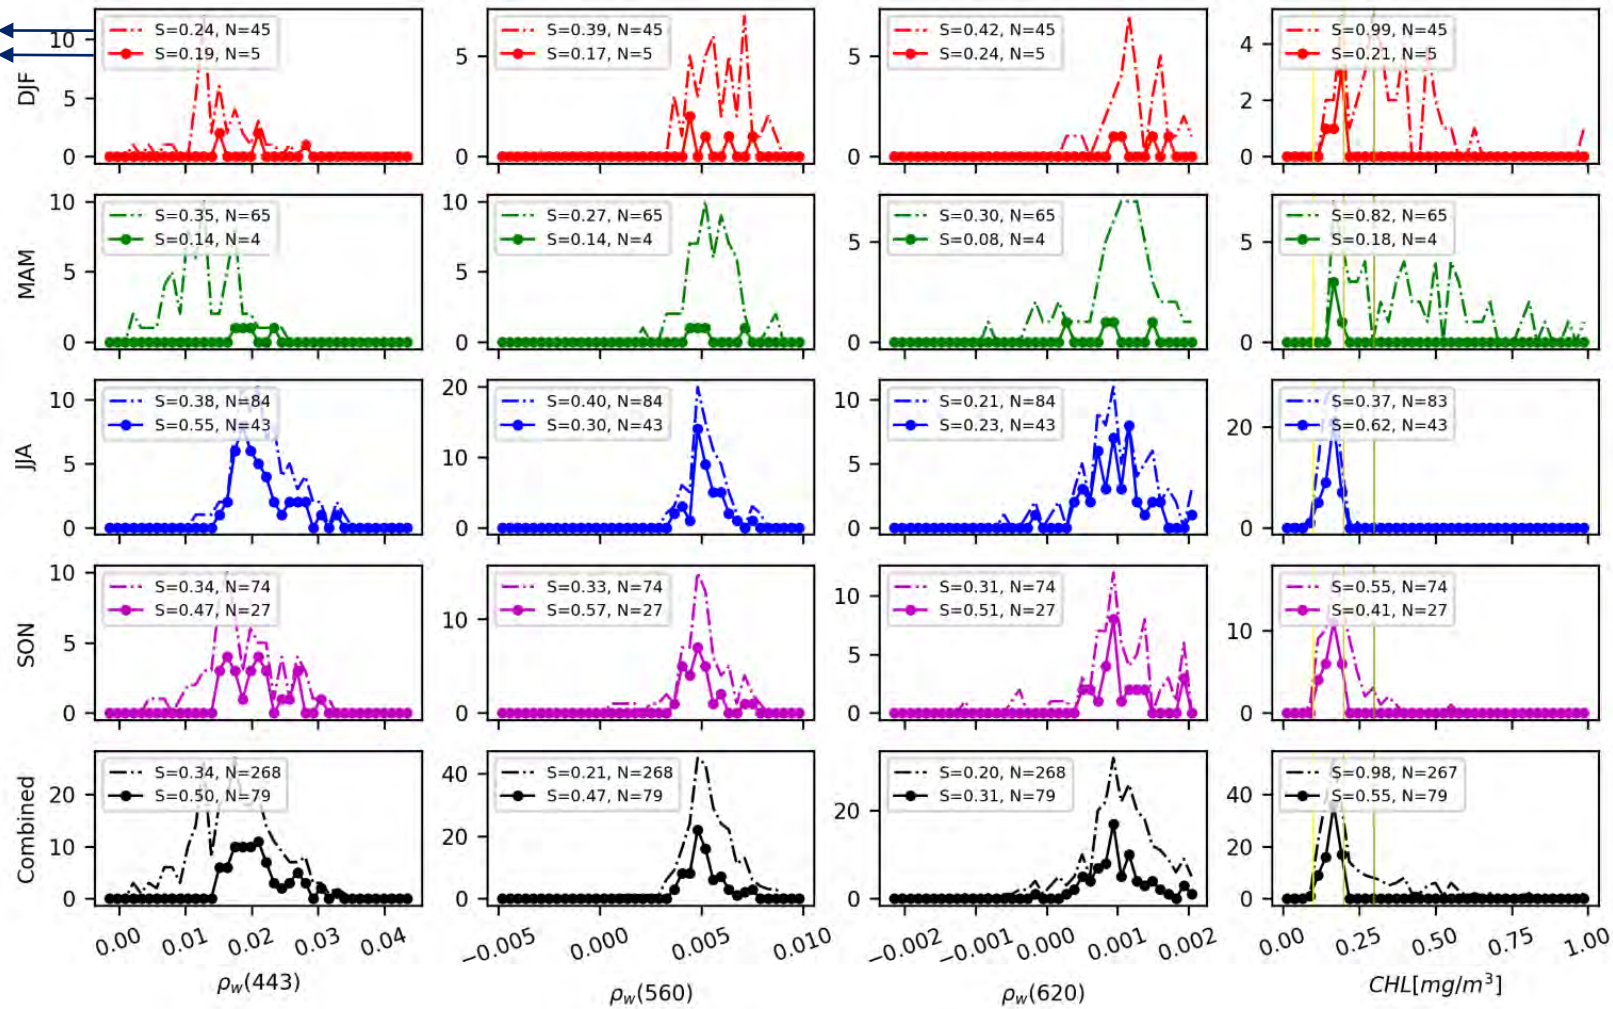 S=0.24, N=45
S=0.19, N=5
10
5
0
DJF
S=0.39, N=45
S=0.17, N=5
5
0
S=0.42, N=45
S=0.24, N=5
5
0
S=0.99, N=45
S=0.21, N=5
4
2
0
S=0.35, N=65
S=0.14, N=4
10
5
0
MAM
S=0.27, N=65
S=0.14, N=4
10
5
0
S=0.30, N=65
S=0.08, N=4
5
0
S=0.82, N=65
S=0.18, N=4
5
0
S=0.38, N=84
S=0.55, N=43
10
5
0
JJA
S=0.40, N=84
S=0.30, N=43
20
10
0
S=0.21, N=84
S=0.23, N=43
10
5
0
S=0.37, N=83
S=0.62, N=43
20
0
S=0.34, N=74
S=0.47, N=27
10
5
0
SON
S=0.33, N=74
S=0.57, N=27
10
0
S=0.31, N=74
S=0.51, N=27
10
5
0
S=0.55, N=74
S=0.41, N=27
10
0
S=0.34, N=268
S=0.50, N=79
20
10
0
Combined
S=0.21, N=268
S=0.47, N=79
40
20
0
S=0.20, N=268
S=0.31, N=79
20
0
S=0.98, N=267
S=0.55, N=79
40
20
0
0.00 0.01 0.02 0.03 0.04
ρw(443)
−0.005 0.000 0.005 0.010
ρw(560)
−0.002 −0.001 0.000 0.001 0.002
ρw(620)
0.00 0.25 0.50 0.75 1.00
CHL[mg/m³]